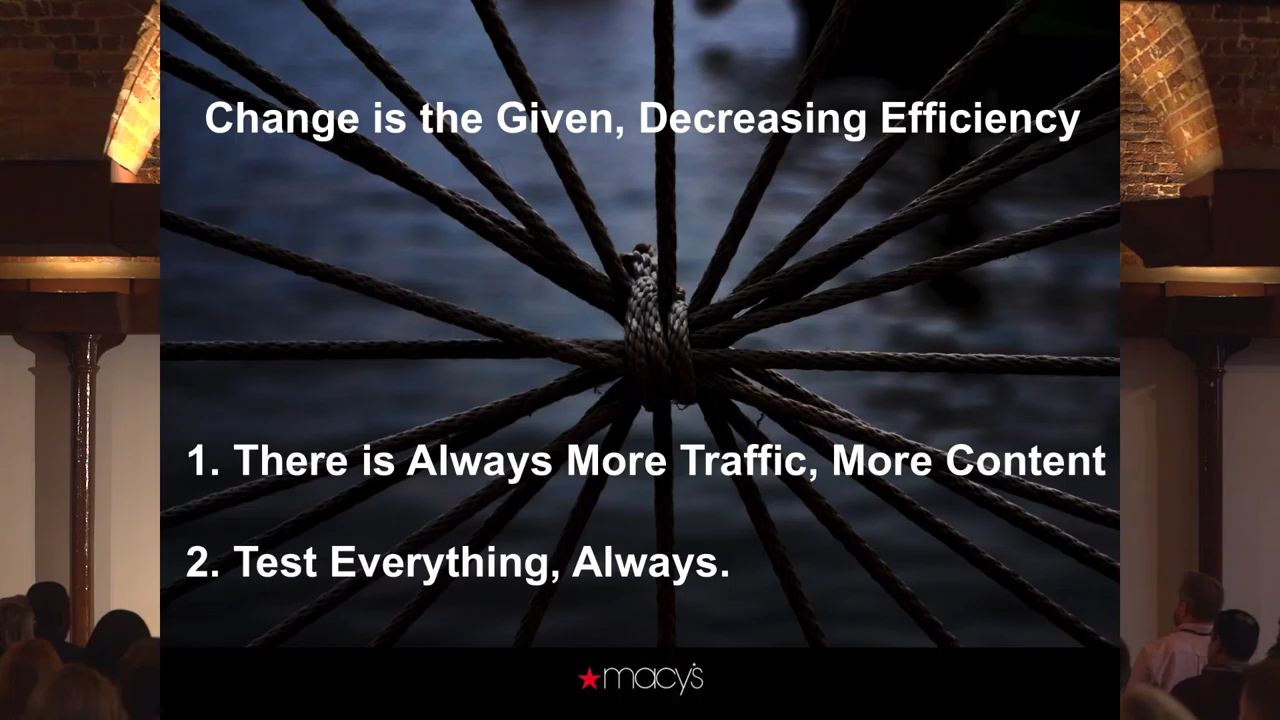 Change is the Given, Decreasing Efficiency
1. There is Always More Traffic, More Content
2. Test Everything, Always.
macy's